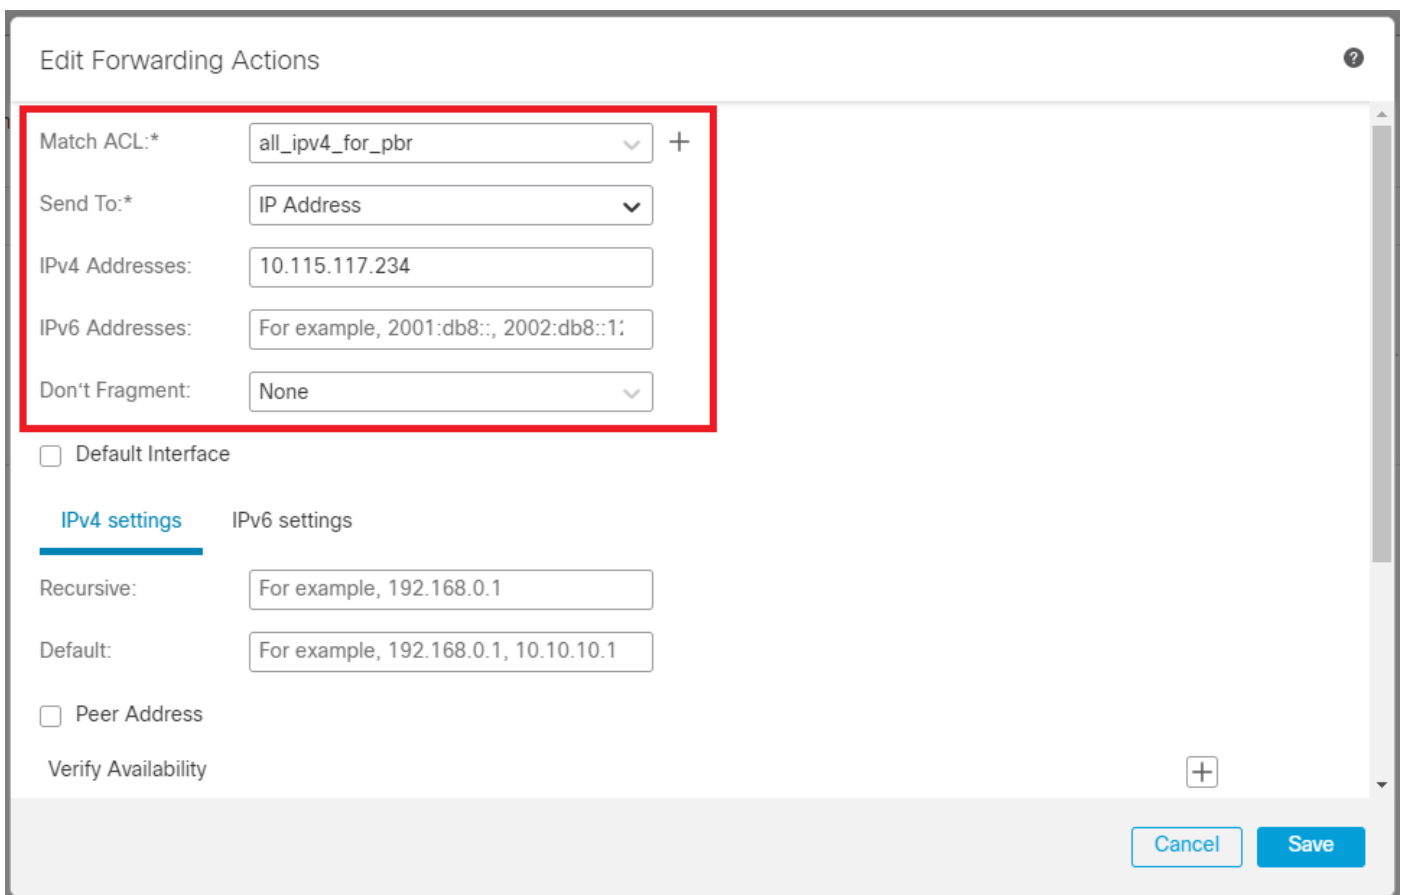 Edit Forwarding Actions
?
Match ACL:* all_ipv4_for_pbr +
Send To:* IP Address
IPv4 Addresses: 10.115.117.234
IPv6 Addresses: For example, 2001:db8::, 2002:db8::12
Don't Fragment: None
Default Interface
IPv4 settings IPv6 settings
Recursive: For example, 192.168.0.1
Default: For example, 192.168.0.1, 10.10.10.1
Peer Address
Verify Availability +
Cancel Save